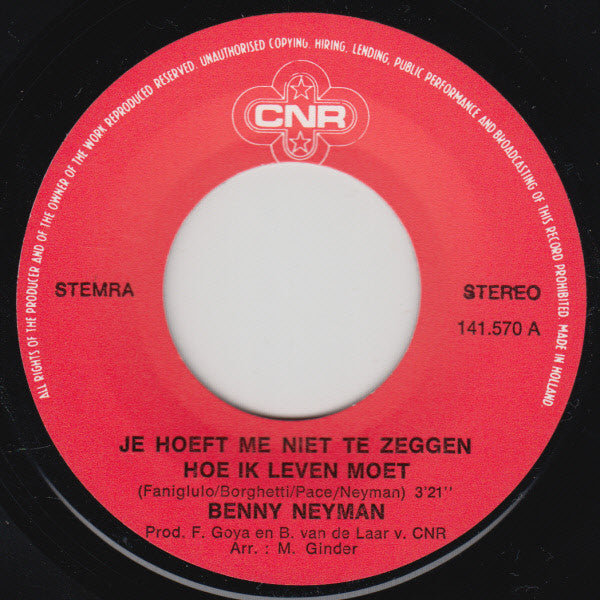 ALL RIGHTS OF THE PRODUCER AND OF THE OWNER OF THE WORK REPRODUCED RESERVED. UNAUTHORISED COPYING, HIRING, LENDING, PUBLIC PERFORMANCE AND BROADCASTING OF THIS RECORD PROHIBITED. MADE IN HOLLAND.
CNR
STEMRA
STEREO
141.570 A
JE HOEFT ME NIET TE ZEGGEN
HOE IK LEVEN MOET
(Faniglulo/Borghetti/Pace/Neyman) 3'21''
BENNY NEYMAN
Prod. F. Goya en B. van de Laar v. CNR
Arr. : M. Ginder